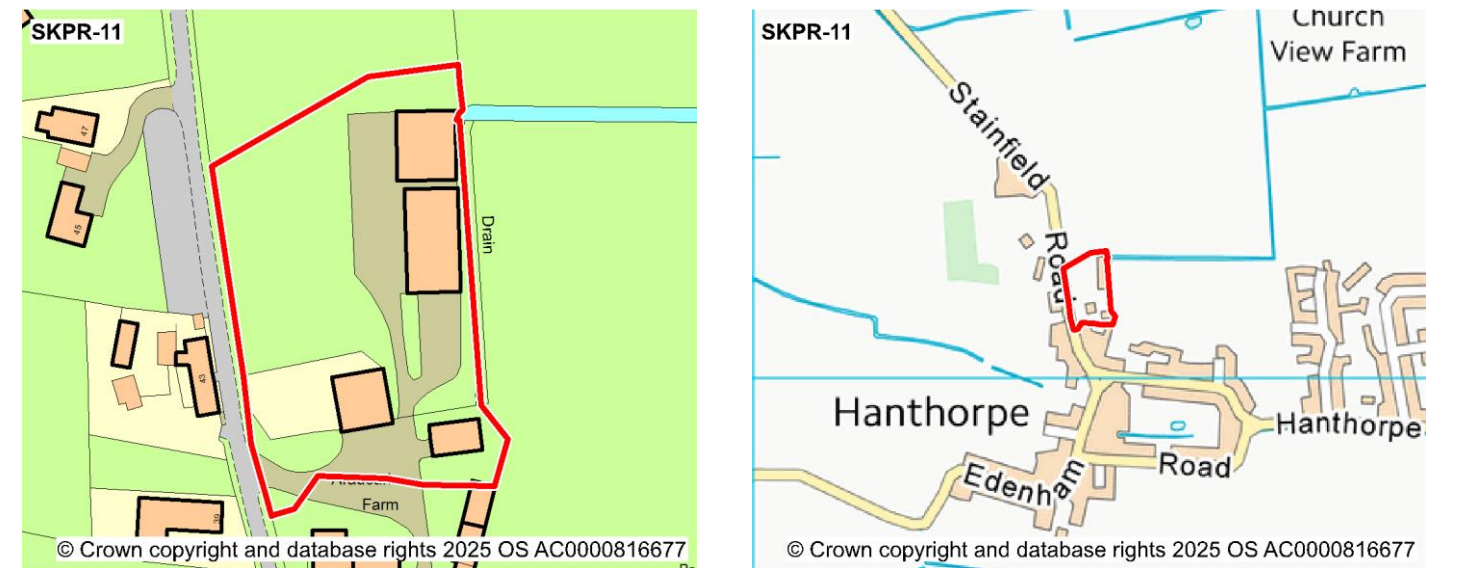 SKPR-11
47
45
Drain
43
Farm
39
© Crown copyright and database rights 2025 OS AC0000816677
SKPR-11
Church
View Farm
Stainfield
Road
Hanthorpe
Hanthorpe
Edenham
Road
© Crown copyright and database rights 2025 OS AC0000816677